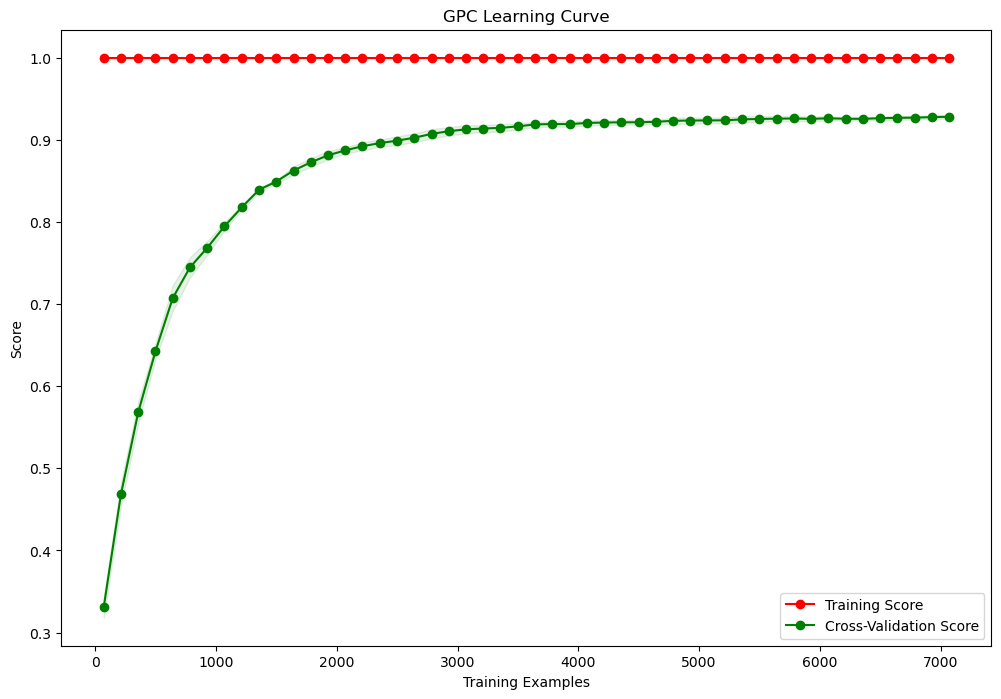 GPC Learning Curve
1.0
0.9
0.8
0.7
0.6
0.5
0.4
0.3
Score
Training Score
Cross-Validation Score
0 1000 2000 3000 4000 5000 6000 7000
Training Examples